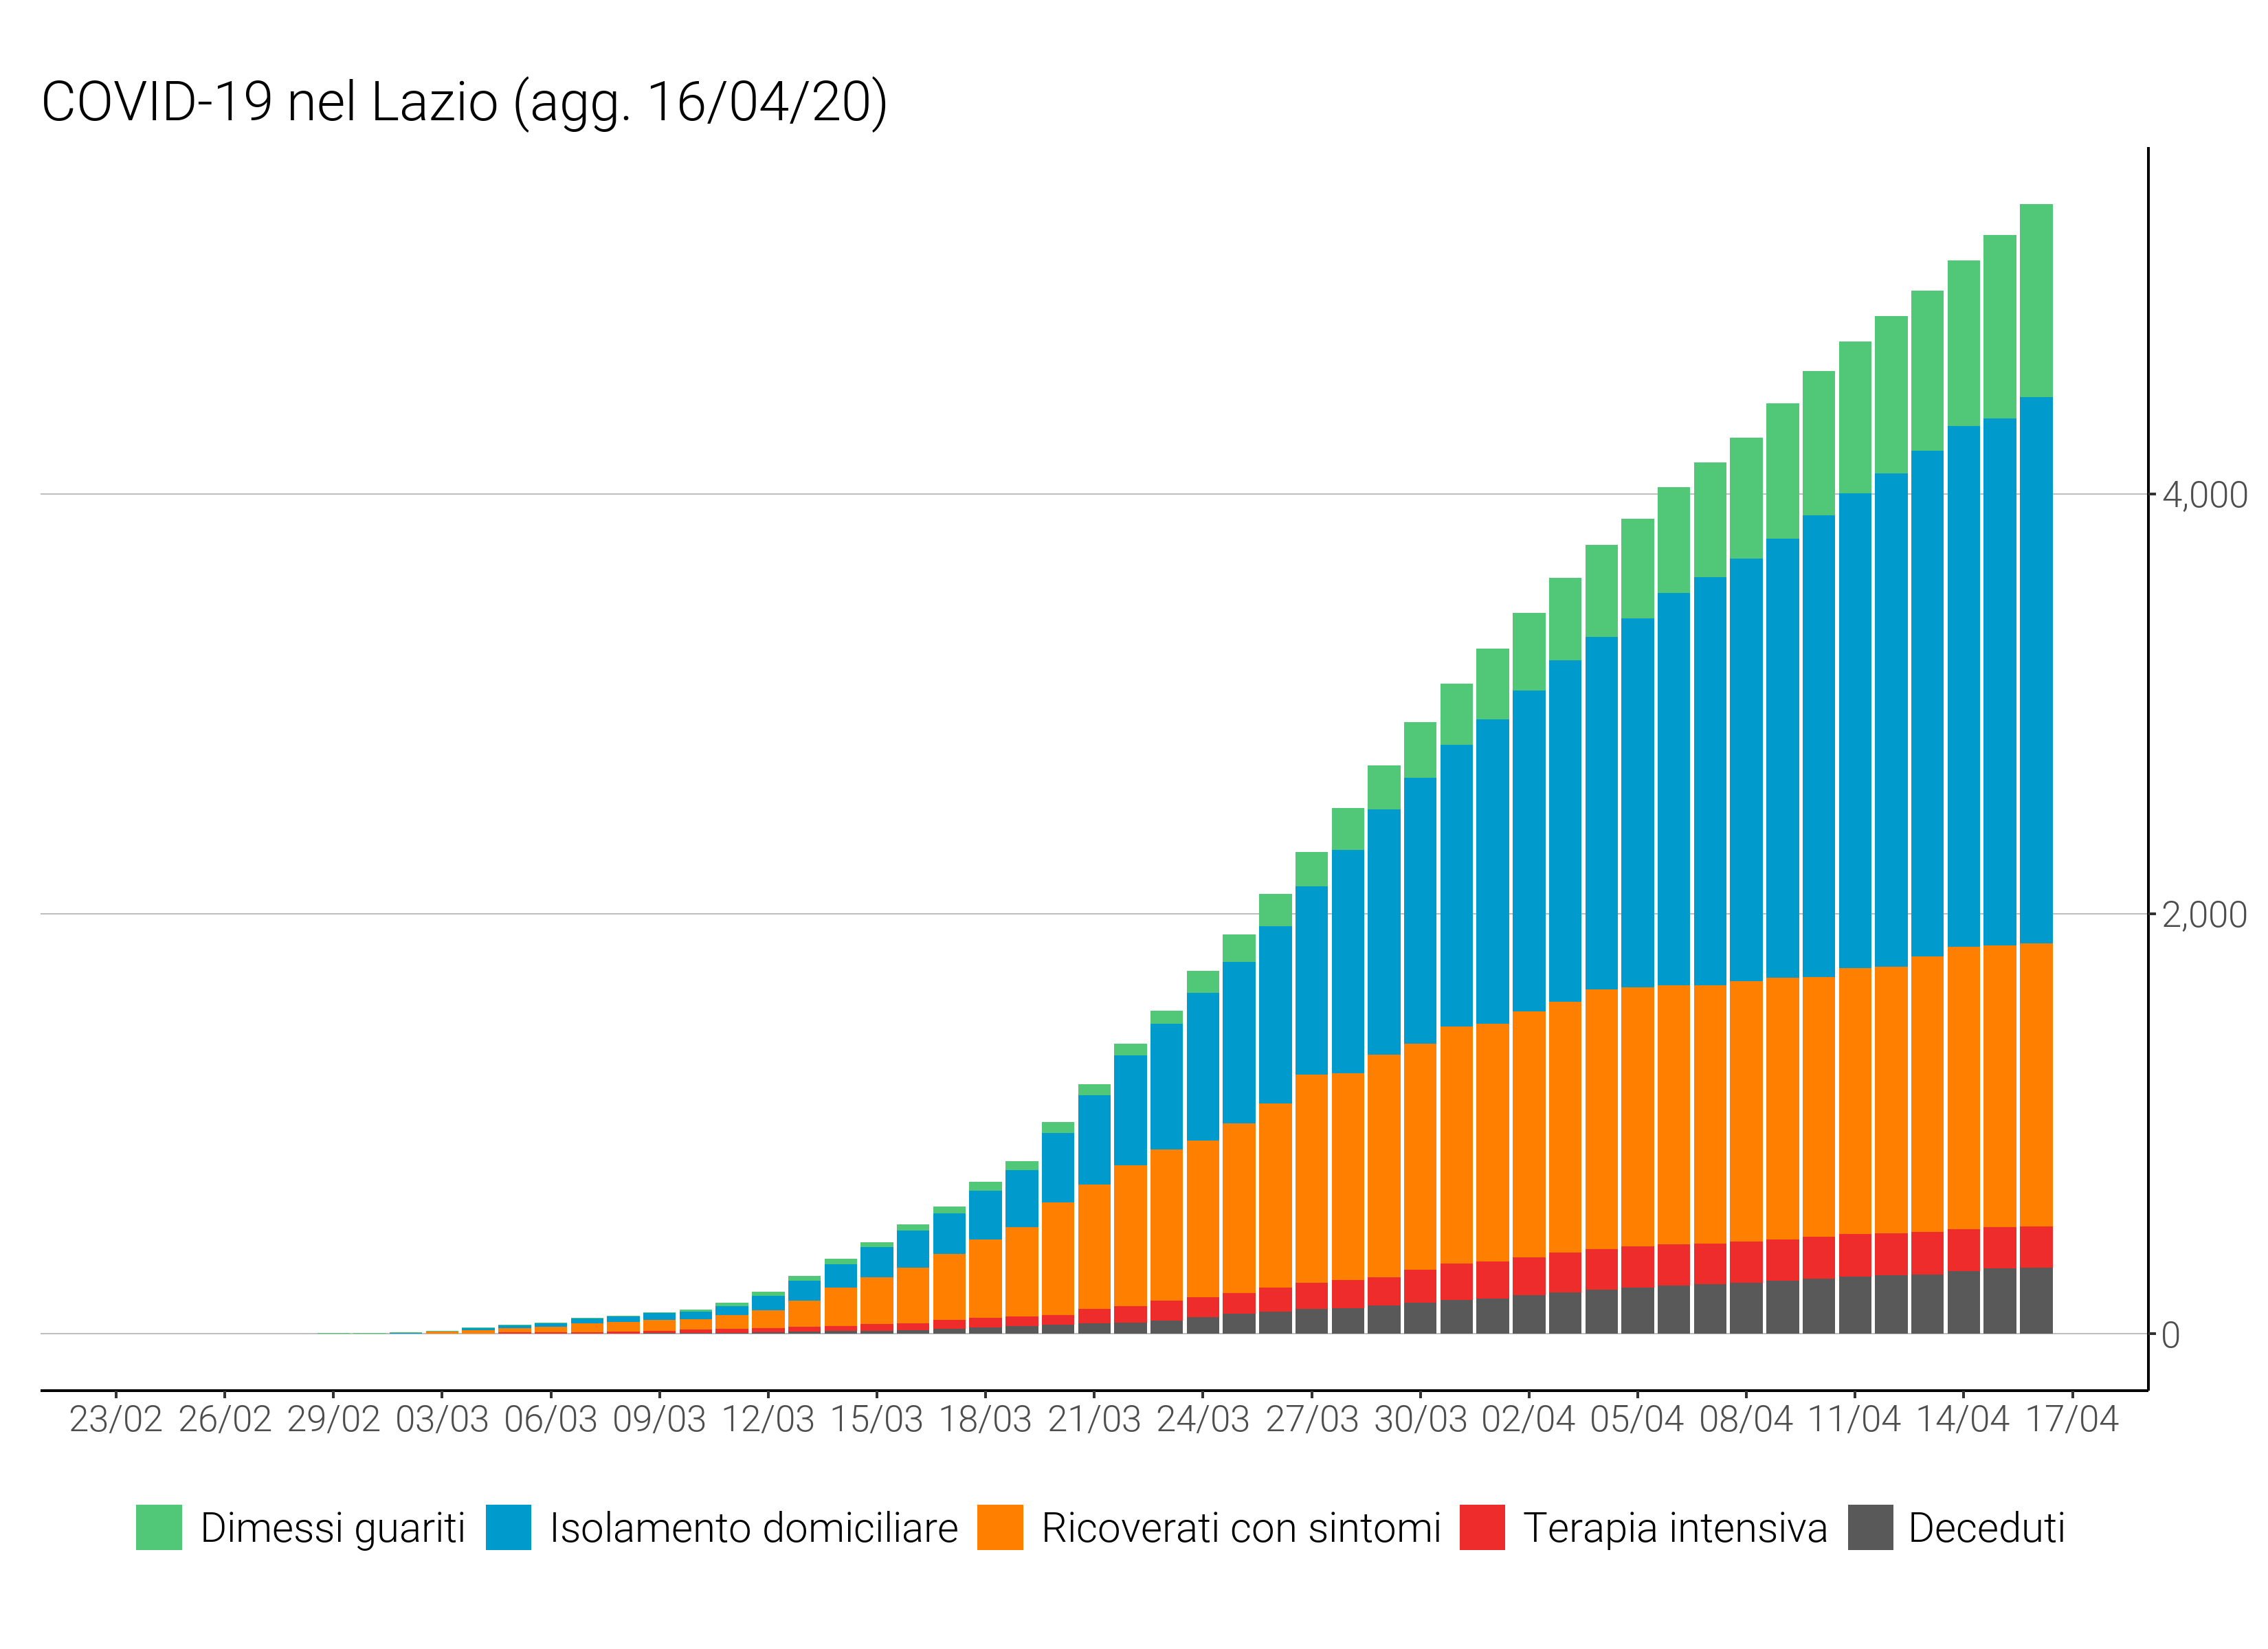 COVID-19 nel Lazio (agg. 16/04/20)
4,000
2,000
0
23/02 26/02 29/02 03/03 06/03 09/03 12/03 15/03 18/03 21/03 24/03 27/03 30/03 02/04 05/04 08/04 11/04 14/04 17/04
Dimessi guariti Isolamento domiciliare Ricoverati con sintomi Terapia intensiva Deceduti